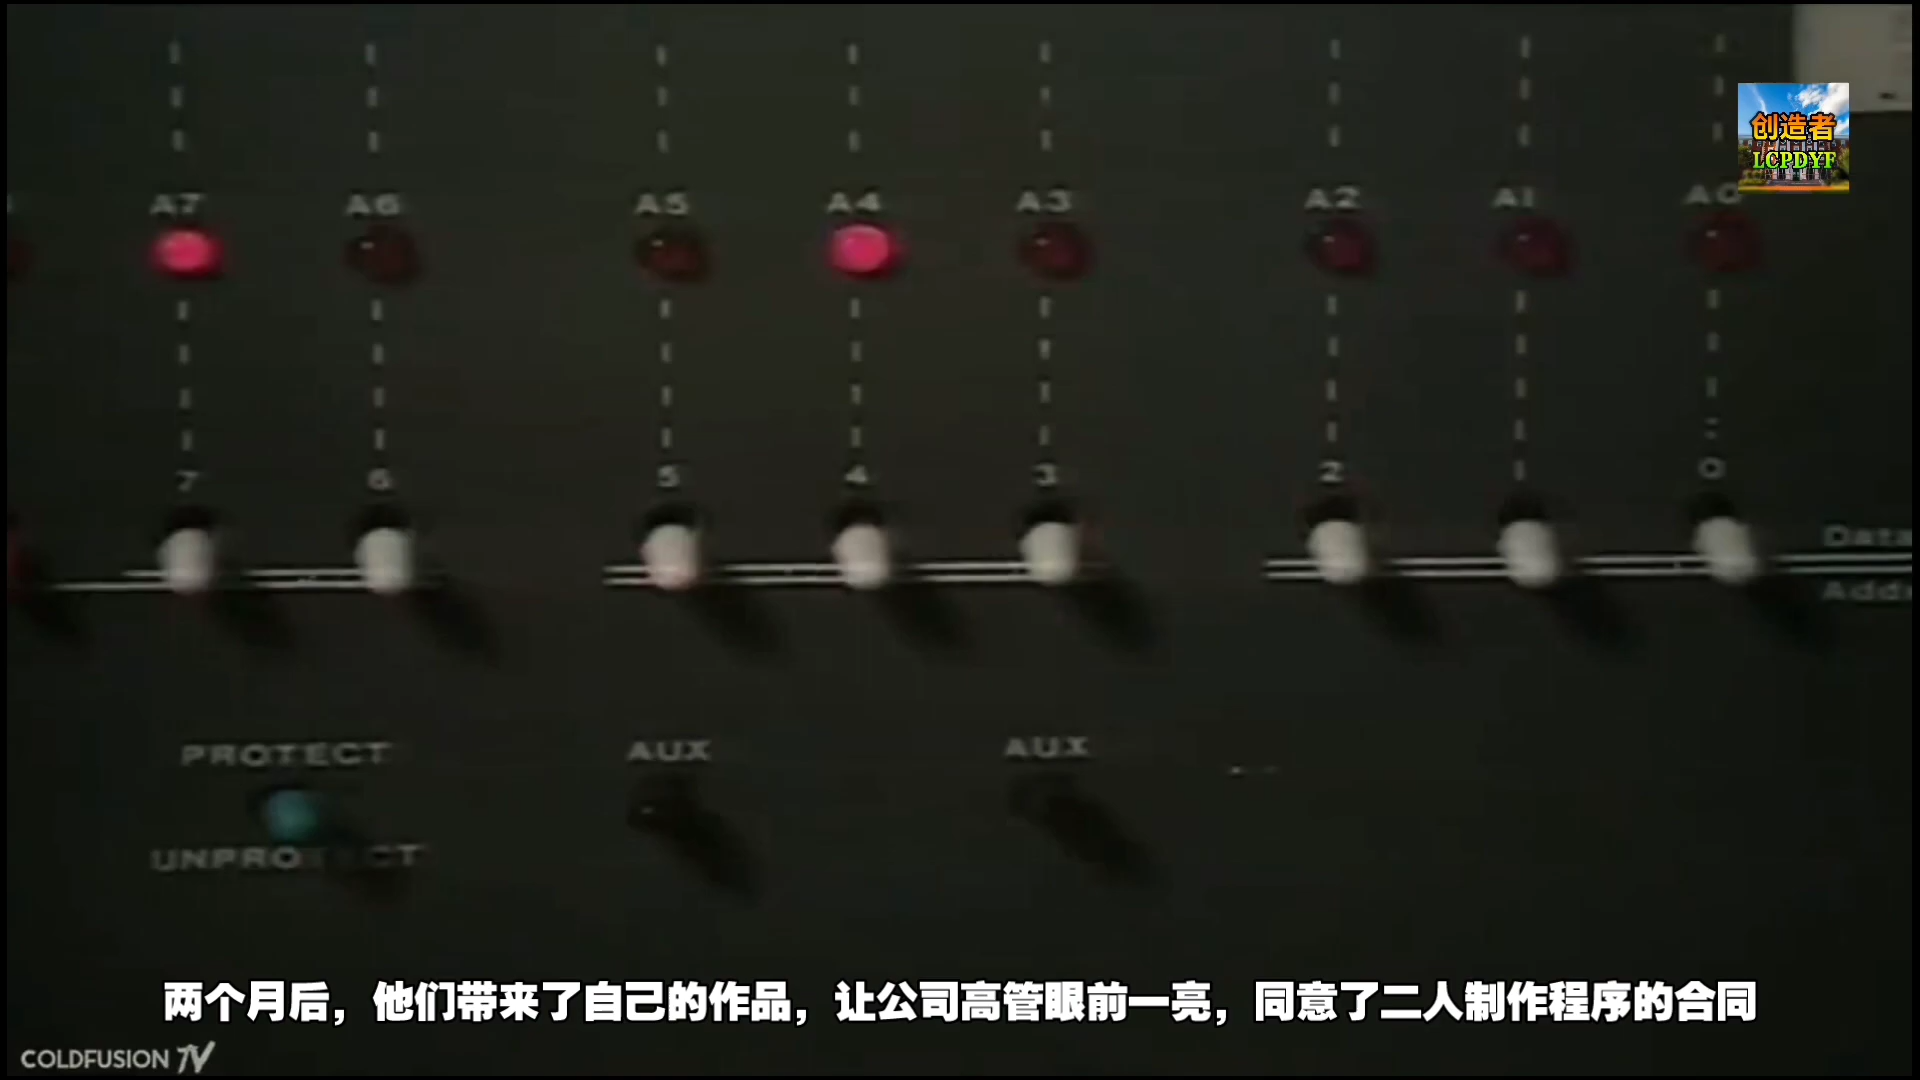 创造者
LCPDYF
A7 A6 A5 A4 A3 A2 A1 A0
7 6 5 4 3 2 1 0
PROTECT AUX AUX
两个月后，他们带来了自己的作品，让公司高管眼前一亮，同意了二人制作程序的合同
COLDFUSION TV